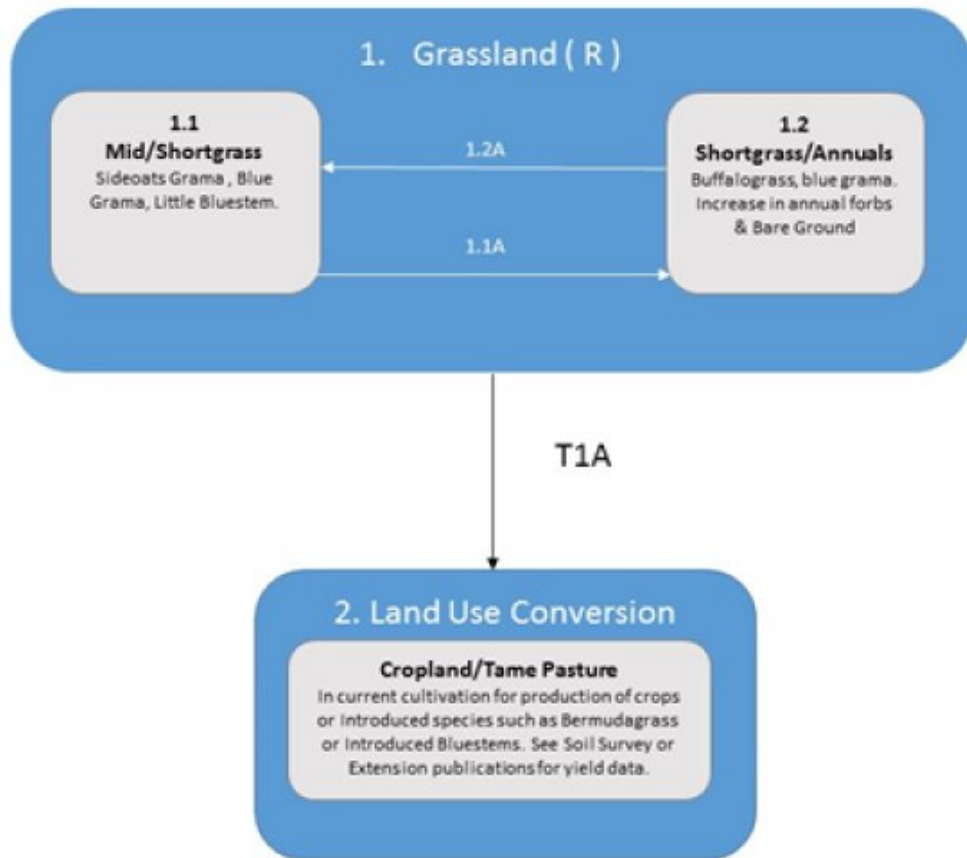 1. Grassland ( R )
1.1
Mid/Shortgrass
Sideoats Grama , Blue
Grama, Little Bluestem.
1.2A
1.1A
1.2
Shortgrass/Annuals
Buffalograss, blue grama.
Increase in annual forbs
& Bare Ground
T1A
2. Land Use Conversion
Cropland/Tame Pasture
In current cultivation for production of crops
or Introduced species such as Bermudagrass
or Introduced Bluestems. See Soil Survey or
Extension publications for yield data.